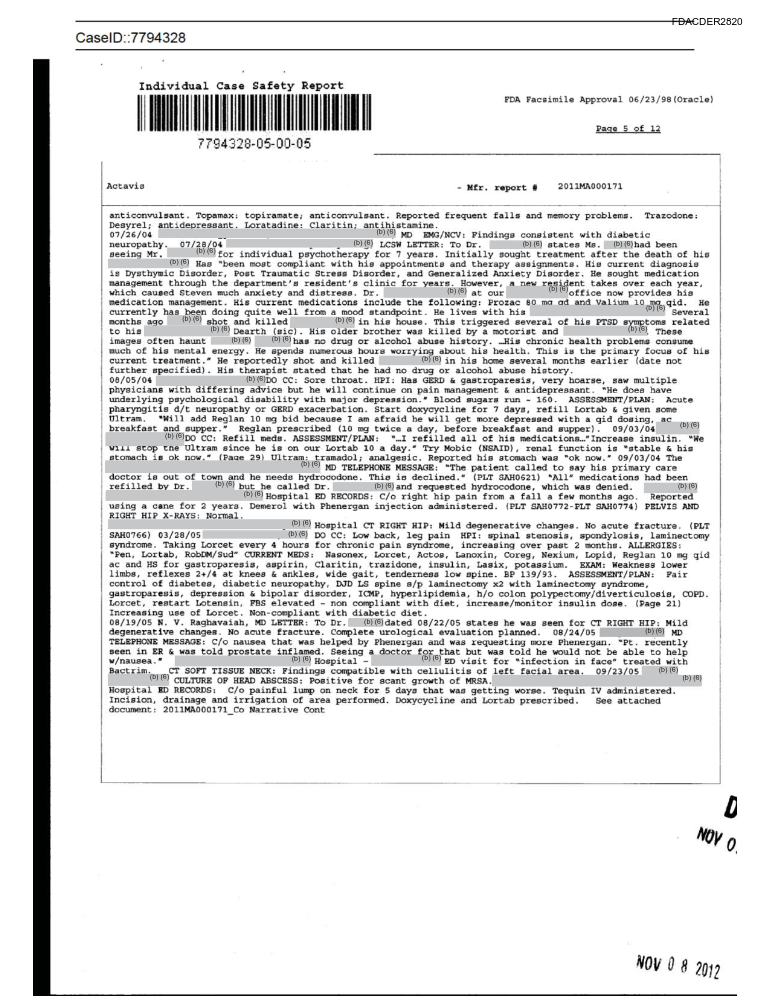 FDACDER2820
CaseID::7794328
Individual Case Safety Report
FDA Facsimile Approval 06/23/98(Oracle)
Page 5 of 12
7794328-05-00-05
Actavis - Mfr. report # 2011MA000171
anticonvulsant. Topamax: topiramate; anticonvulsant. Reported frequent falls and memory problems. Trazodone:
Desyrel; antidepressant. Loratadine: Claritin; antihistamine.
07/26/04 (b) (6) MD EMG/NCV: Findings consistent with diabetic
neuropathy. 07/28/04 (b) (6) LCSW LETTER: To Dr. (b) (6) states Ms. (b) (6) had been
seeing Mr. (b) (6) for individual psychotherapy for 7 years. Initially sought treatment after the death of his
(b) (6) Has "been most compliant with his appointments and therapy assignments. His current diagnosis
is Dysthymic Disorder, Post Traumatic Stress Disorder, and Generalized Anxiety Disorder. He sought medication
management through the department's resident's clinic for years. However, a new resident takes over each year,
which caused Steven much anxiety and distress. Dr. (b) (6) at our (b) (6) office now provides his
medication management. His current medications include the following: Prozac 80 mg qd and Valium 10 mg qid. He
currently has been doing quite well from a mood standpoint. He lives with his (b) (6) Several
months ago (b) (6) shot and killed (b) (6) in his house. This triggered several of his PTSD symptoms related
to his (b) (6) Dearth (sic). His older brother was killed by a motorist and (b) (6). These
images often haunt (b) (6) has no drug or alcohol abuse history. …His chronic health problems consume
much of his mental energy. He spends numerous hours worrying about his health. This is the primary focus of his
current treatment." He reportedly shot and killed (b) (6) in his home several months earlier (date not
further specified). His therapist stated that he had no drug or alcohol abuse history.
08/05/04 (b) (6) DO CC: Sore throat. HPI: Has GERD & gastroparesis, very hoarse, saw multiple
physicians with differing advice but he will continue on pain management & antidepressant. "He does have
underlying psychological disability with major depression." Blood sugars run - 160. ASSESSMENT/PLAN: Acute
pharyngitis d/t neuropathy or GERD exacerbation. Start doxycycline for 7 days, refill Lortab & given some
Ultram. "Will add Reglan 10 mg bid because I am afraid he will get more depressed with a qid dosing, ac
breakfast and supper." Reglan prescribed (10 mg twice a day, before breakfast and supper). 09/03/04 (b) (6)
(b) (6) DO CC: Refill meds. ASSESSMENT/PLAN: "…I refilled all of his medications…"Increase insulin. "We
will stop the Ultram since he is on our Lortab 10 a day." Try Mobic (NSAID), renal function is "stable & his
stomach is ok now." (Page 29) Ultram: tramadol; analgesic. Reported his stomach was "ok now." 09/03/04 The
(b) (6) MD TELEPHONE MESSAGE: "The patient called to say his primary care
doctor is out of town and he needs hydrocodone. This is declined." (PLT SAH0621) "All" medications had been
refilled by Dr. (b) (6) but he called Dr. (b) (6) and requested hydrocodone, which was denied. (b) (6)
(b) (6) Hospital ED RECORDS: C/o right hip pain from a fall a few months ago. Reported
using a cane for 2 years. Demerol with Phenergan injection administered. (PLT SAH0772-PLT SAH0774) PELVIS AND
RIGHT HIP X-RAYS: Normal.
(b) (6) Hospital CT RIGHT HIP: Mild degenerative changes. No acute fracture. (PLT
SAH0766) 03/28/05 (b) (6) DO CC: Low back, leg pain HPI: spinal stenosis, spondylosis, laminectomy
syndrome. Taking Lorcet every 4 hours for chronic pain syndrome, increasing over past 2 months. ALLERGIES:
"Pen, Lortab, RobDM/Sud" CURRENT MEDS: Nasonex, Lorcet, Actos, Lanoxin, Coreg, Nexium, Lopid, Reglan 10 mg qid
ac and HS for gastroparesis, aspirin, Claritin, trazidone, insulin, Lasix, potassium. EXAM: Weakness lower
limbs, reflexes 2+/4 at knees & ankles, wide gait, tenderness low spine. BP 139/93. ASSESSMENT/PLAN: Fair
control of diabetes, diabetic neuropathy, DJD LS spine s/p laminectomy x2 with laminectomy syndrome,
gastroparesis, depression & bipolar disorder, ICMP, hyperlipidemia, h/o colon polypectomy/diverticulosis, COPD.
Lorcet, restart Lotensin, FBS elevated - non compliant with diet, increase/monitor insulin dose. (Page 21)
Increasing use of Lorcet. Non-compliant with diabetic diet.
08/19/05 N. V. Raghavaiah, MD LETTER: To Dr. (b) (6) dated 08/22/05 states he was seen for CT RIGHT HIP: Mild
degenerative changes. No acute fracture. Complete urological evaluation planned. 08/24/05 (b) (6) MD
TELEPHONE MESSAGE: C/o nausea that was helped by Phenergan and was requesting more Phenergan. "Pt. recently
seen in ER & was told prostate inflamed. Seeing a doctor for that but was told he would not be able to help
w/nausea." (b) (6) Hospital - (b) (6) ED visit for "infection in face" treated with
Bactrim. CT SOFT TISSUE NECK: Findings compatible with cellulitis of left facial area. 09/23/05 (b) (6)
(b) (6) CULTURE OF HEAD ABSCESS: Positive for scant growth of MRSA. (b) (6)
Hospital ED RECORDS: C/o painful lump on neck for 5 days that was getting worse. Tequin IV administered.
Incision, drainage and irrigation of area performed. Doxycycline and Lortab prescribed. See attached
document: 2011MA000171_Co Narrative Cont
D
NOV 0
NOV 08 2012